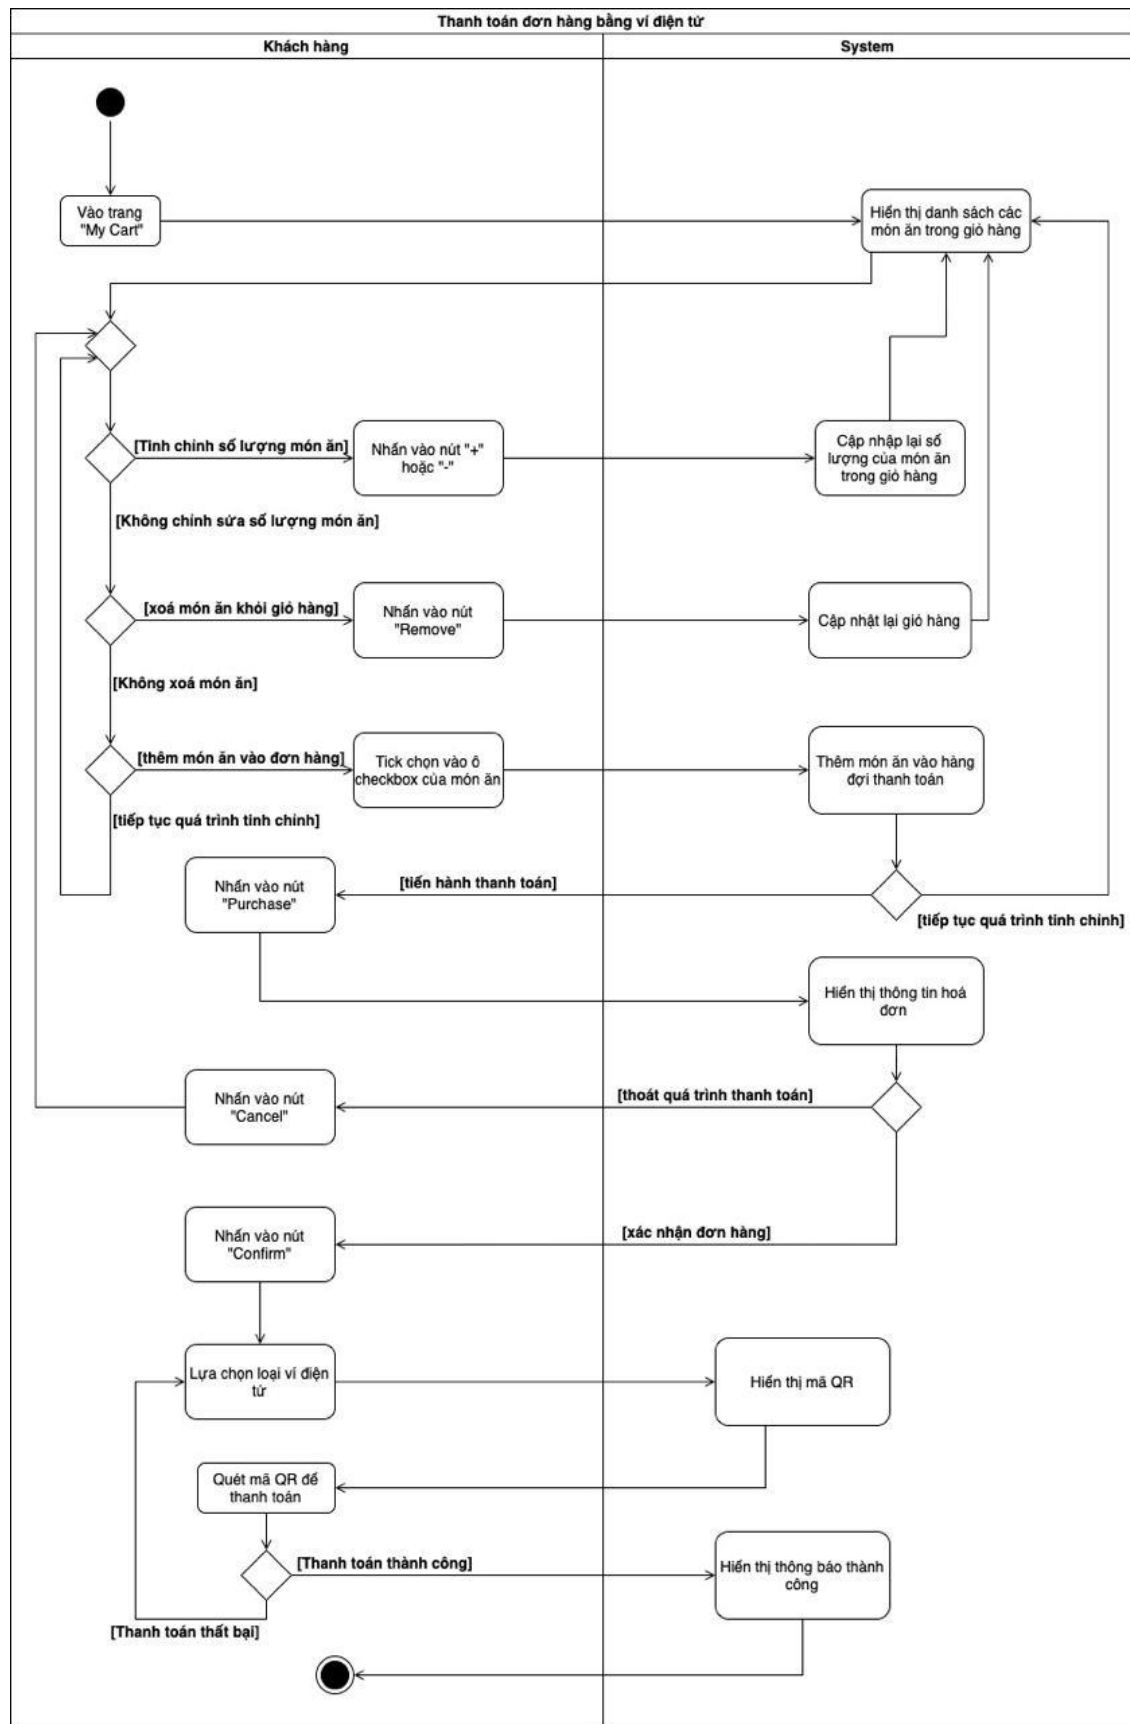 Thanh toán đơn hàng bằng ví điện tử
Khách hàng
System
Vào trang
"My Cart"
Hiển thị danh sách các
món ăn trong giỏ hàng
[Tinh chỉnh số lượng món ăn]
Nhấn vào nút "+"
hoặc "-"
Cập nhập lại số
lượng của món ăn
trong giỏ hàng
[Không chỉnh sửa số lượng món ăn]
[xoá món ăn khỏi giỏ hàng]
Nhấn vào nút
"Remove"
Cập nhật lại giỏ hàng
[Không xoá món ăn]
[thêm món ăn vào đơn hàng]
Tick chọn vào ô
checkbox của món ăn
Thêm món ăn vào hàng
đợi thanh toán
[tiếp tục quá trình tinh chỉnh]
Nhấn vào nút
"Purchase"
[tiến hành thanh toán]
[tiếp tục quá trình tinh chỉnh]
Hiển thị thông tin hoá
đơn
Nhấn vào nút
"Cancel"
[thoát quá trình thanh toán]
Nhấn vào nút
"Confirm"
[xác nhận đơn hàng]
Lựa chọn loại ví điện
tử
Hiển thị mã QR
Quét mã QR để
thanh toán
[Thanh toán thành công]
Hiển thị thông báo thành
công
[Thanh toán thất bại]